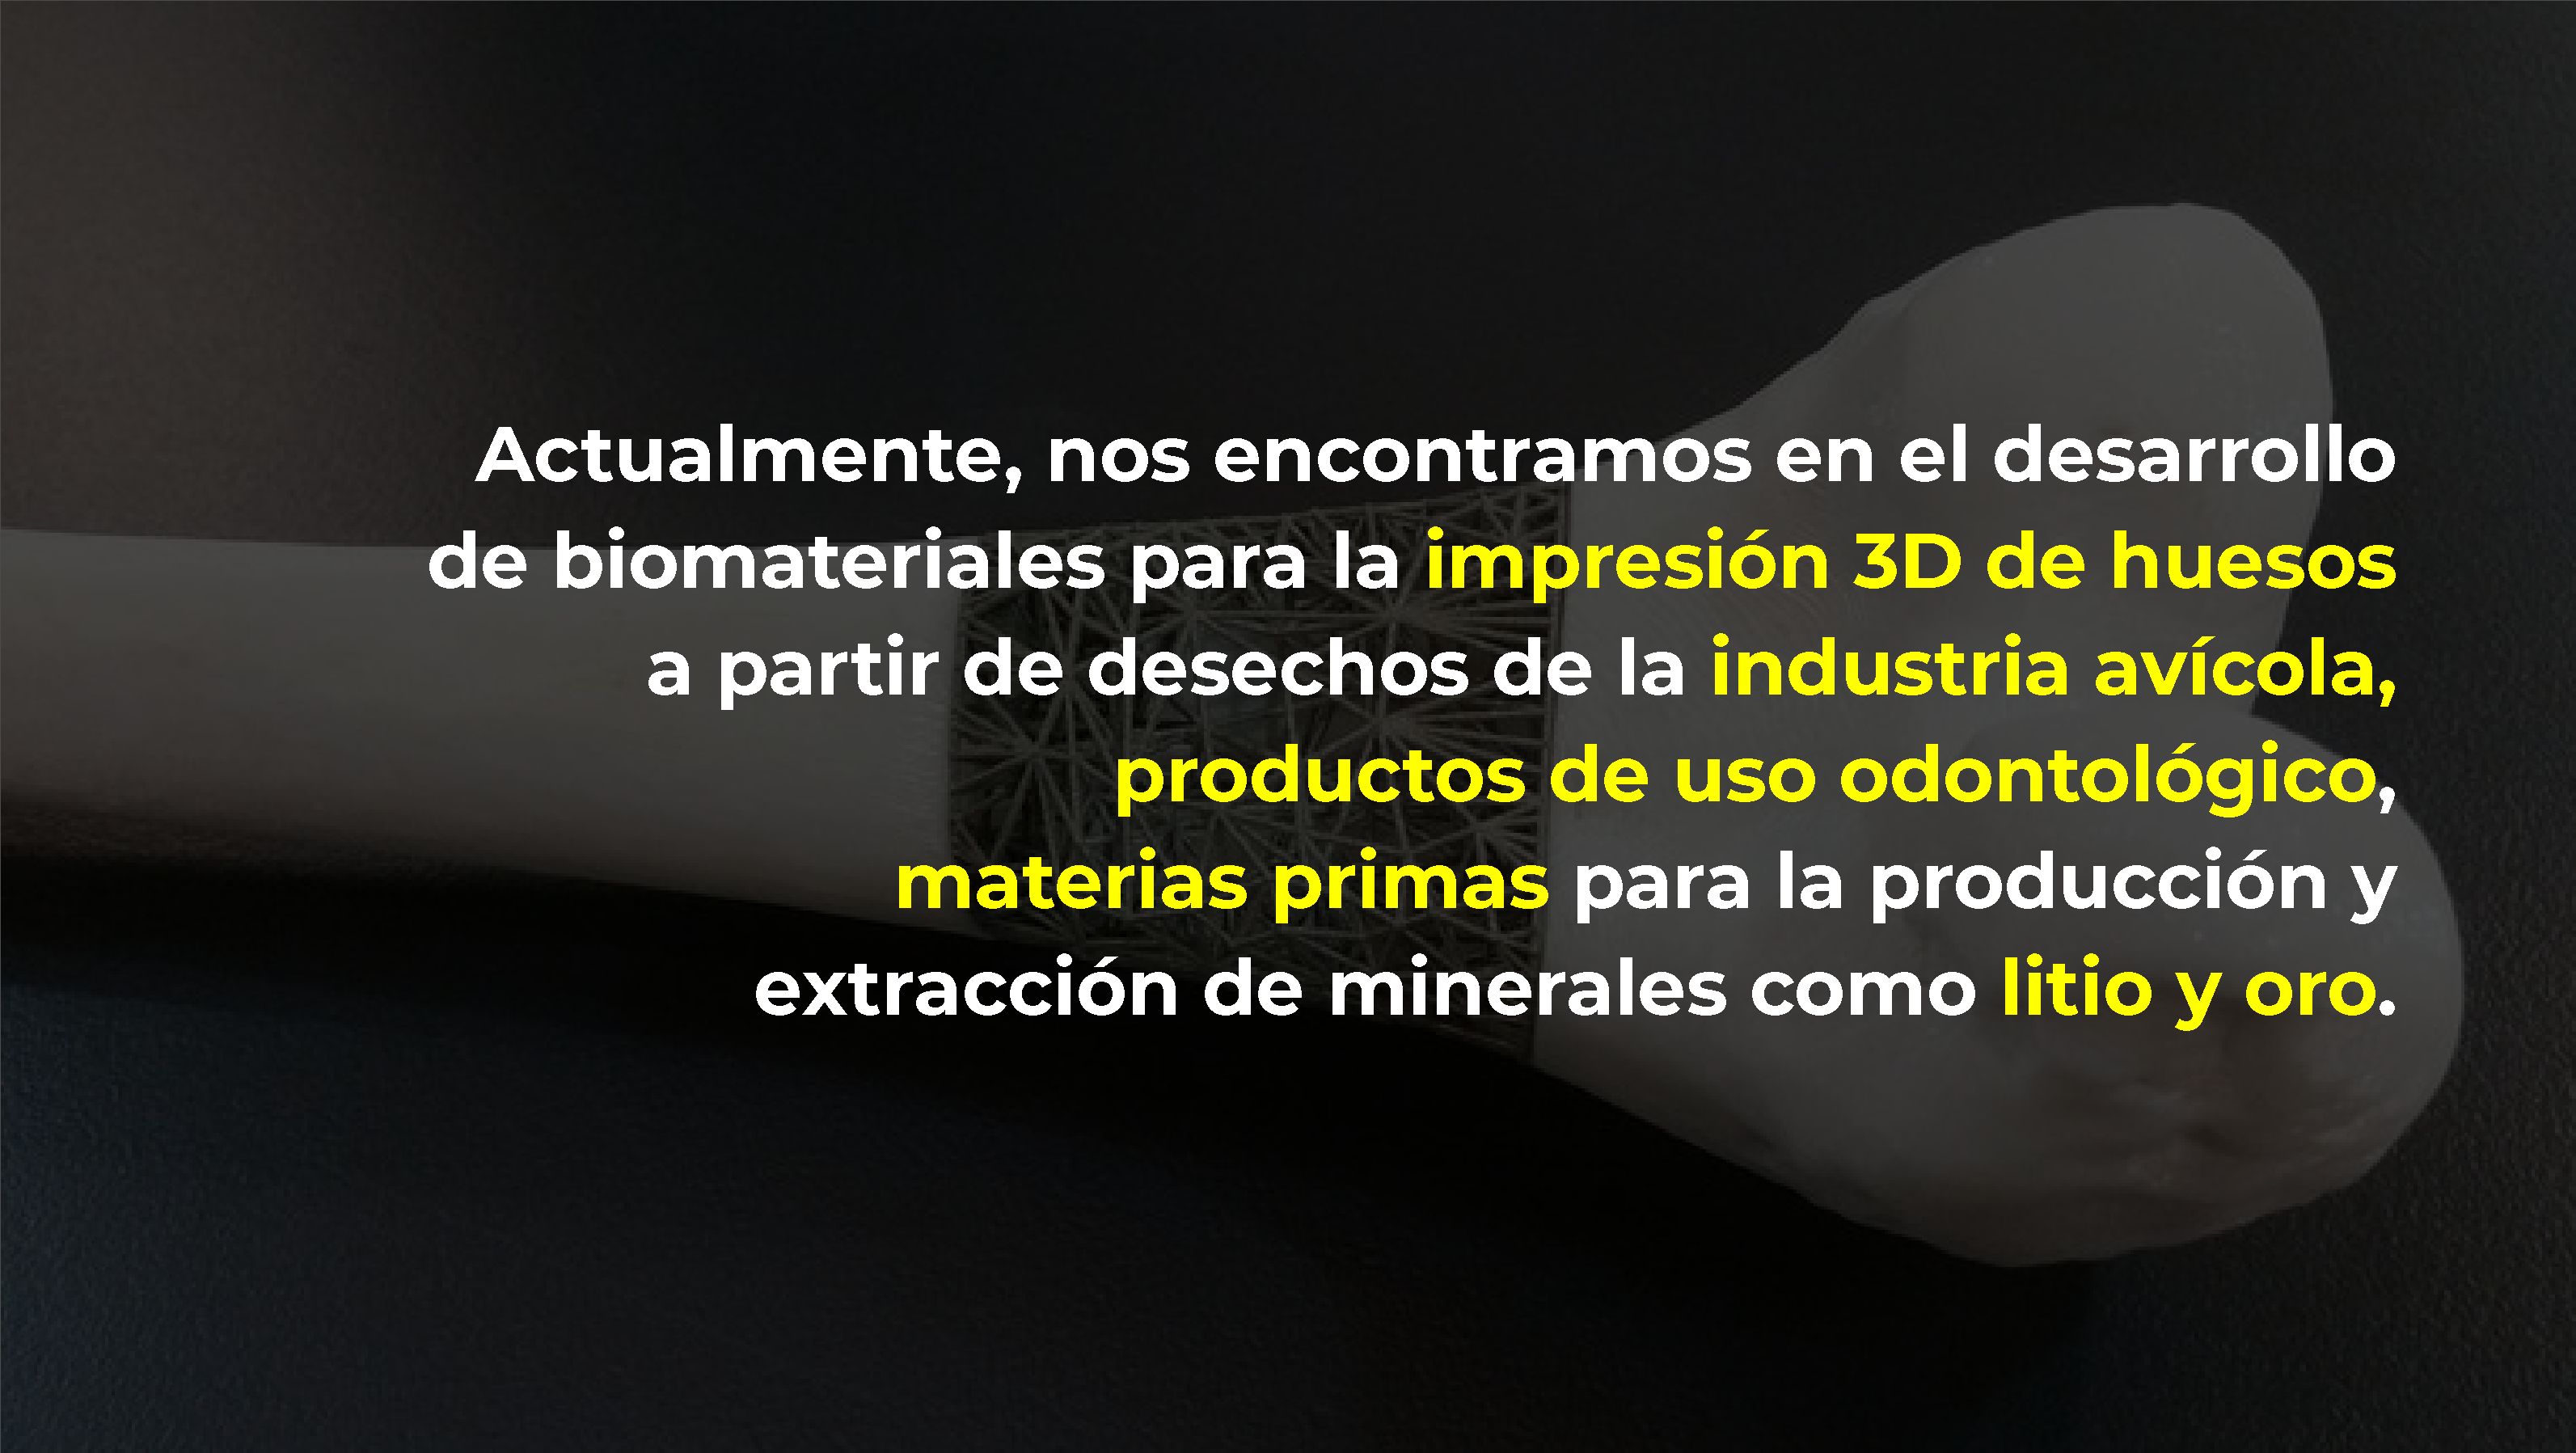 Actualmente, nos encontramos en el desarrollo
de biomateriales para la impresión 3D de huesos
a partir de desechos de la industria avícola,
productos de uso odontológico,
materias primas para la producción y
extracción de minerales como litio y oro.